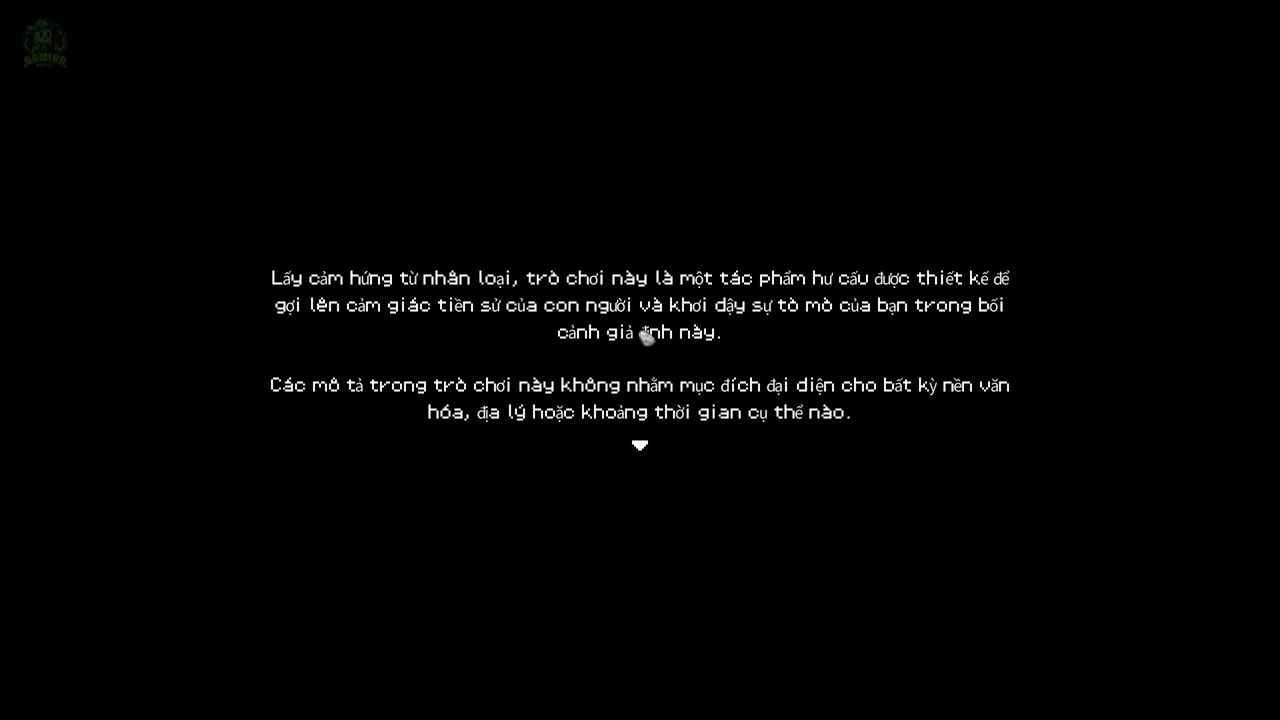 Lấy cảm hứng từ nhân loại, trò chơi này là một tác phẩm hư cấu được thiết kế để
gợi lên cảm giác tiền sử của con người và khơi dậy sự tò mò của bạn trong bối
cảnh giả định này.
Các mô tả trong trò chơi này không nhằm mục đích đại diện cho bất kỳ nền văn
hóa, địa lý hoặc khoảng thời gian cụ thể nào.